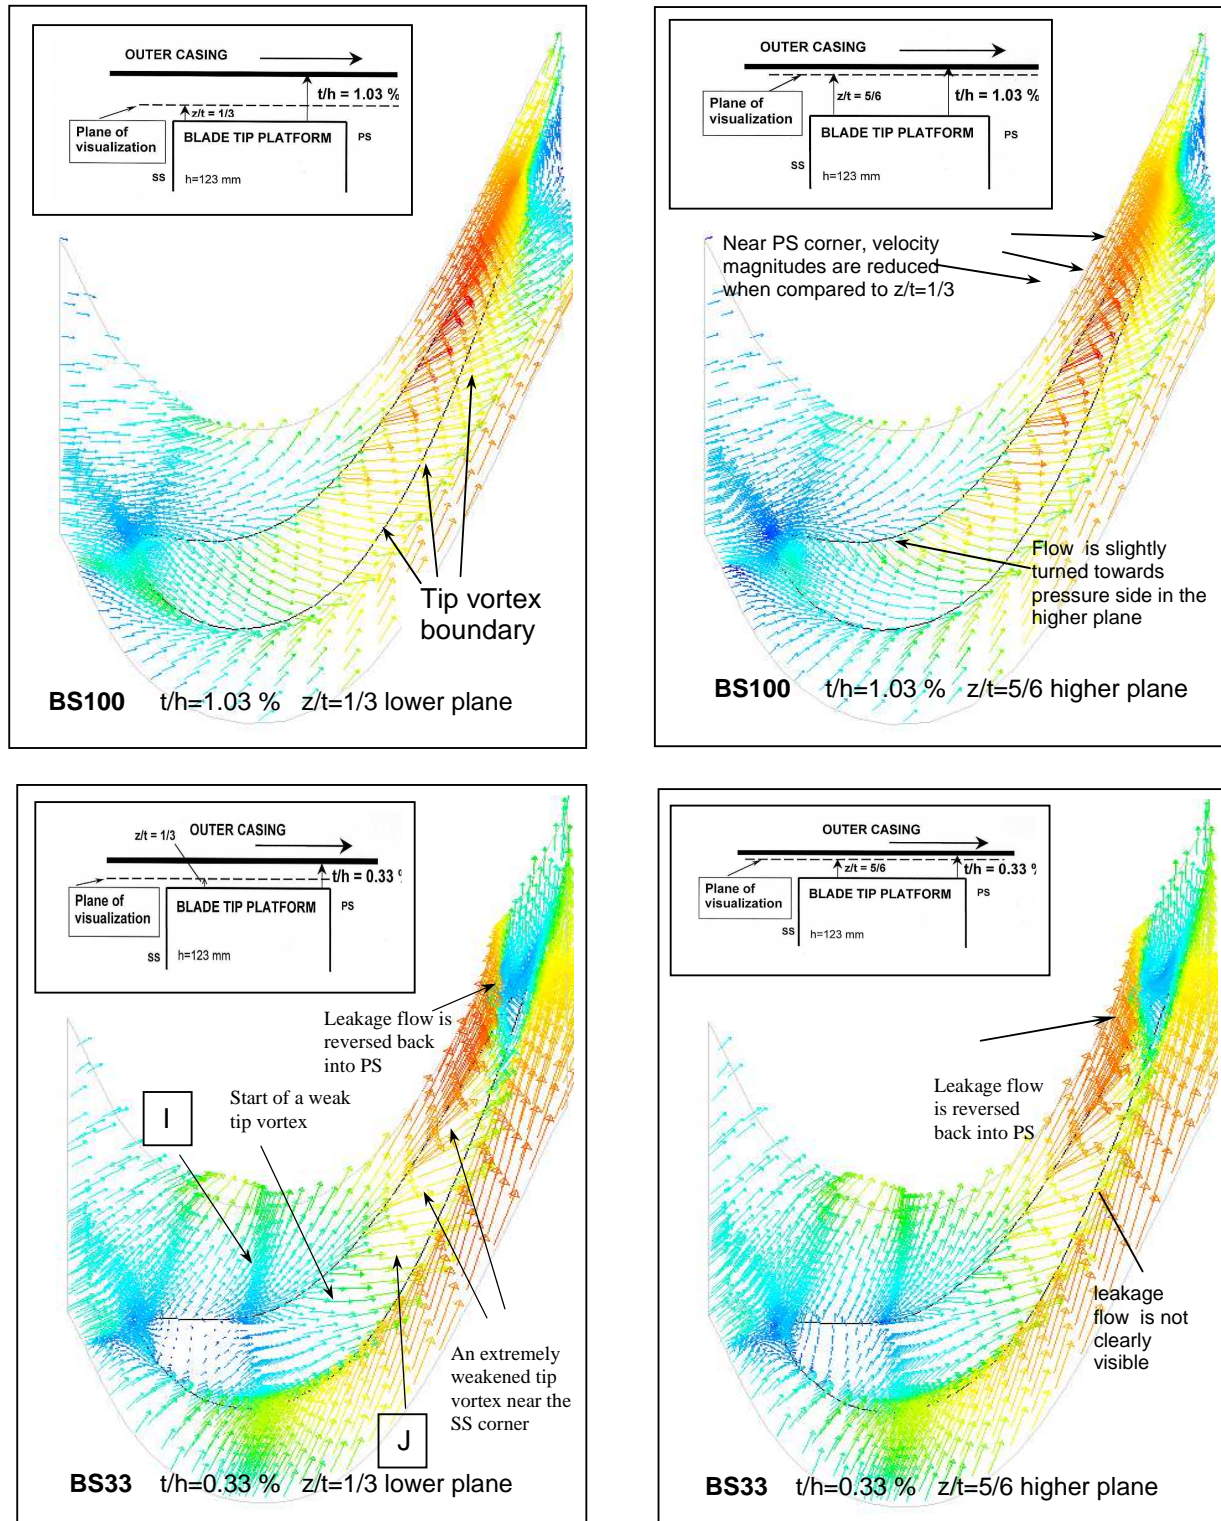 OUTER CASING
t/h = 1.03 %
z/t = 1/3
Plane of
visualization
BLADE TIP PLATFORM
PS
SS
h=123 mm
Tip vortex
boundary
BS100 t/h=1.03 % z/t=1/3 lower plane
OUTER CASING
Plane of
visualization
z/t = 5/6
t/h = 1.03 %
BLADE TIP PLATFORM
PS
SS
h=123 mm
Near PS corner, velocity
magnitudes are reduced
when compared to z/t=1/3
Flow is slightly
turned towards
pressure side in the
higher plane
BS100 t/h=1.03 % z/t=5/6 higher plane
z/t = 1/3
OUTER CASING
t/h = 0.33 %
Plane of
visualization
BLADE TIP PLATFORM
PS
SS
h=123 mm
Leakage flow is
reversed back
into PS
Start of a weak
tip vortex
I
An extremely
weakened tip
vortex near the
SS corner
J
BS33 t/h=0.33 % z/t=1/3 lower plane
OUTER CASING
z/t = 5/6
t/h = 0.33 %
Plane of
visualization
BLADE TIP PLATFORM
PS
SS
h=123 mm
Leakage flow
is reversed
back into PS
leakage
flow is not
clearly
visible
BS33 t/h=0.33 % z/t=5/6 higher plane